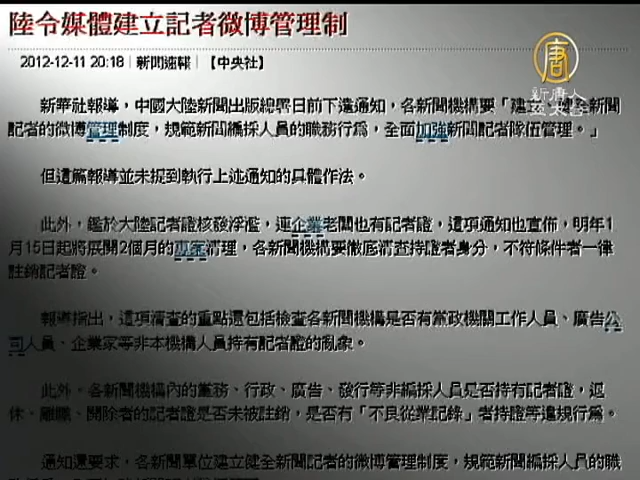 陸令媒體建立記者微博管理制
2012-12-11 20:18 | 新聞速報 | 【中央社】
唐
新唐人
新華社報導，中國大陸新聞出版總署日前下達通知，各新聞機構要「建立、健全新聞
記者的微博管理制度，規範新聞編採人員的職務行為，全面加強新聞記者隊伍管理。」
但這篇報導並未提到執行上述通知的具體作法。
此外，鑑於大陸記者證核發浮濫，連企業老闆也有記者證，這項通知也宣佈，明年1
月15日起將展開2個月的專案清理，各新聞機構要徹底清查持證者身分，不符條件者一律
註銷記者證。
報導指出，這項清查的重點還包括檢查各新聞機構是否有黨政機關工作人員、廣告公
司人員、企業家等非本機構人員持有記者證的亂象。
此外，各新聞機構內的黨務、行政、廣告、發行等非編採人員是否持有記者證，退
休、離職、開除者的記者證是否未被註銷，是否有「不良從業記錄」者持證等違規行為。
通知還要求，各新聞單位建立健全新聞記者的微博管理制度，規範新聞編採人員的職